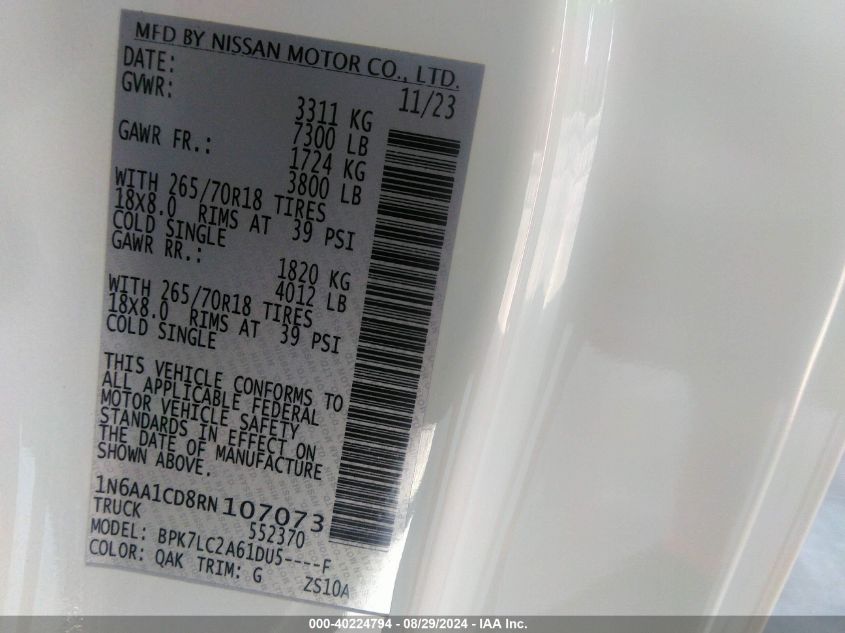 MFD BY NISSAN MOTOR CO., LTD.
DATE: 11/23
GVWR: 3311 KG
7300 LB
GAWR FR.: 1724 KG
3800 LB
WITH 265/70R18 TIRES
18X8.0 RIMS AT 39 PSI
COLD SINGLE
GAWR RR.: 1820 KG
4012 LB
WITH 265/70R18 TIRES
18X8.0 RIMS AT 39 PSI
COLD SINGLE
THIS VEHICLE CONFORMS TO
ALL APPLICABLE FEDERAL
MOTOR VEHICLE SAFETY
STANDARDS IN EFFECT ON
THE DATE OF MANUFACTURE
SHOWN ABOVE.
1N6AA1CD8RN107073
TRUCK 552370
MODEL: BPK7LC2A61DU5----F
COLOR: QAK TRIM: G ZS10A
000-40224794 - 08/29/2024 - IAA Inc.